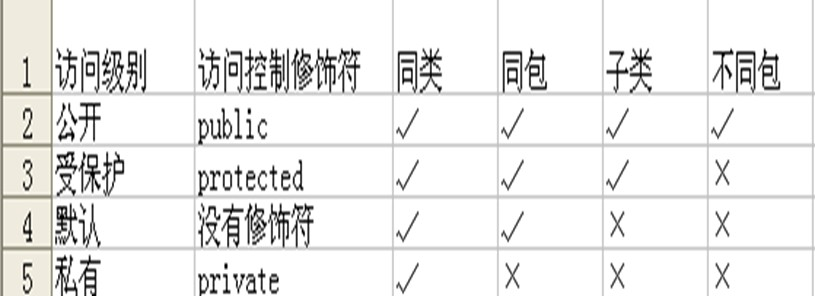 1 访问级别 访问控制修饰符 同类 同包 子类 不同包
2 公开 public √ √ √ √
3 受保护 protected √ √ √ ×
4 默认 没有修饰符 √ √ × ×
5 私有 private √ × × ×